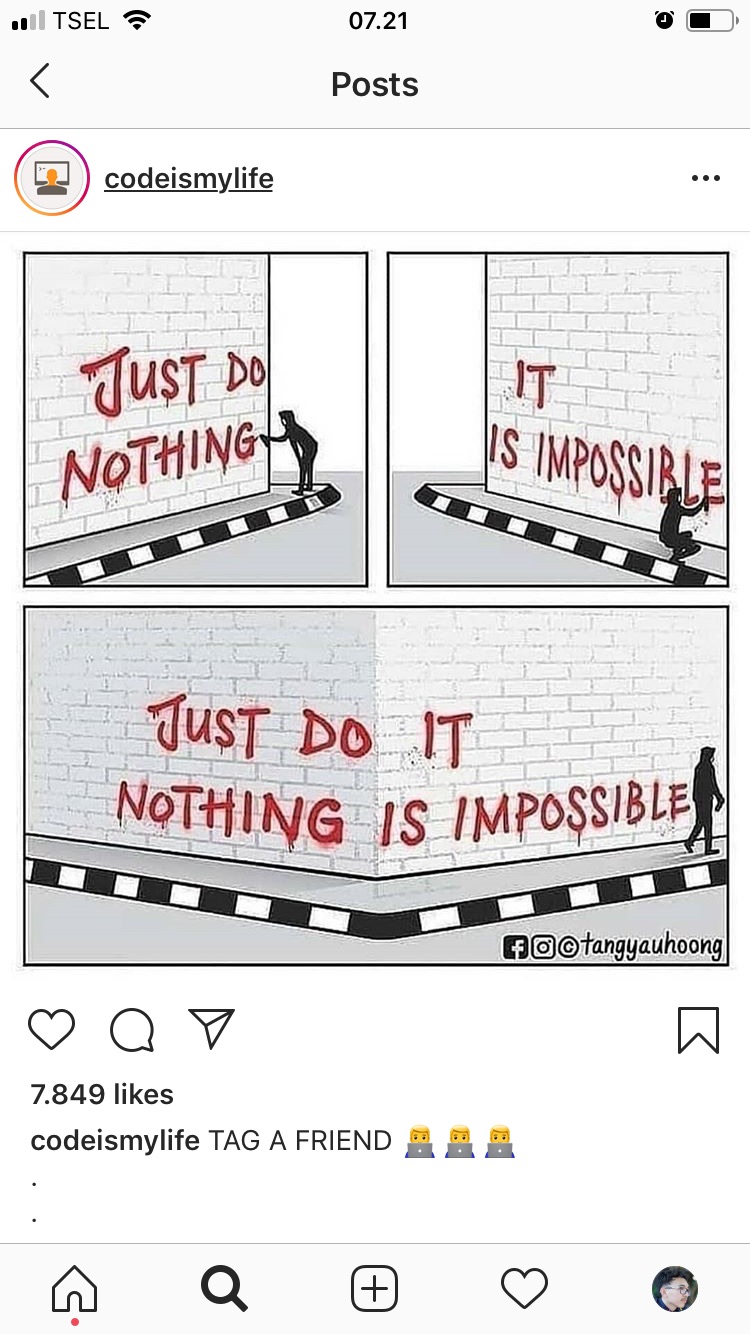 TSEL
07.21
Posts
codeismylife
JUST DO
NOTHING
IT
IS IMPOSSIBLE
JUST DO IT
NOTHING IS IMPOSSIBLE
©tangyauhoong
7.849 likes
codeismylife TAG A FRIEND 👨‍💻👨‍💻👨‍💻
.
.